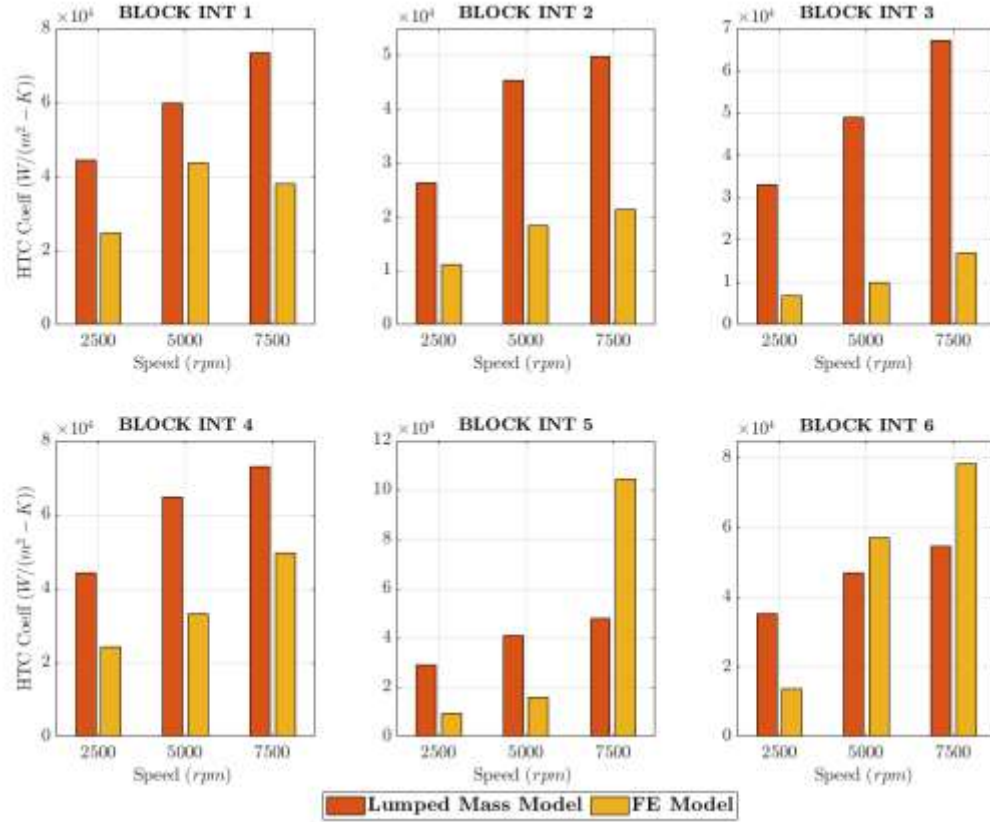 BLOCK INT 1
×10⁴
8
6
4
2
0
HTC Coeff (W/(m² − K))
2500 5000 7500
Speed (rpm)
BLOCK INT 2
×10⁴
5
4
3
2
1
0
2500 5000 7500
Speed (rpm)
BLOCK INT 3
×10⁴
7
6
5
4
3
2
1
0
2500 5000 7500
Speed (rpm)
BLOCK INT 4
×10⁴
8
6
4
2
0
HTC Coeff (W/(m² − K))
2500 5000 7500
Speed (rpm)
BLOCK INT 5
×10⁴
12
10
8
6
4
2
0
2500 5000 7500
Speed (rpm)
BLOCK INT 6
×10⁴
8
6
4
2
0
2500 5000 7500
Speed (rpm)
Lumped Mass Model FE Model